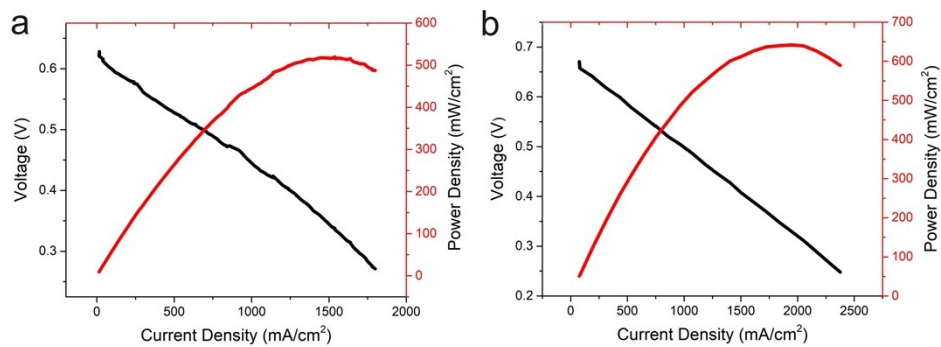 a
0.6
0.5
0.4
0.3
Voltage (V)
600
500
400
300
200
100
0
Power Density (mW/cm²)
0 500 1000 1500 2000
Current Density (mA/cm²)
b
0.7
0.6
0.5
0.4
0.3
0.2
Voltage (V)
700
600
500
400
300
200
100
0
Power Density (mW/cm²)
0 500 1000 1500 2000 2500
Current Density (mA/cm²)